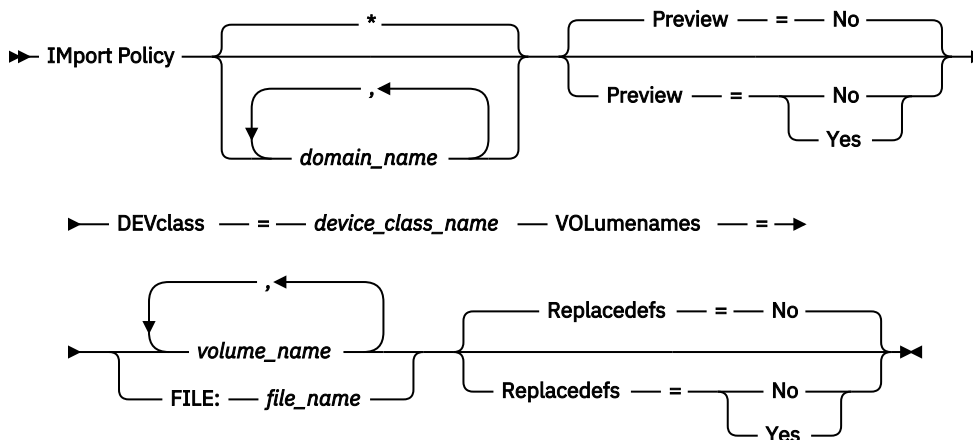 *
Preview = No
IMport Policy
,
Preview = No
domain_name
Yes
DEVclass = device_class_name VOLumenames =
,
Replacedefs = No
volume_name
Replacedefs = No
FILE: file_name
Yes